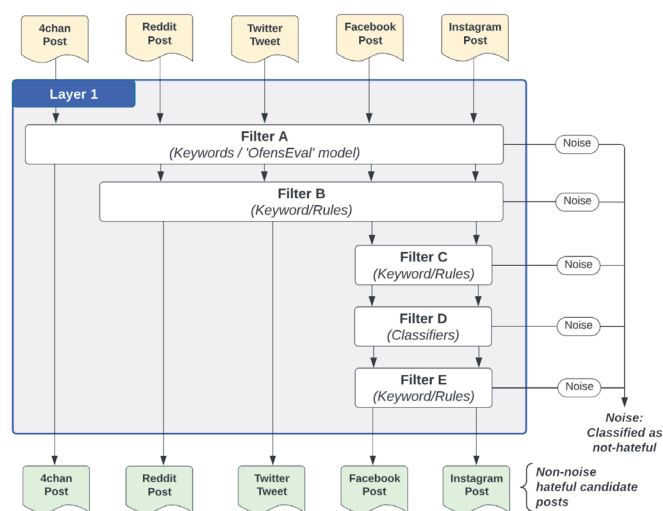 4chan
Post
Reddit
Post
Twitter
Tweet
Facebook
Post
Instagram
Post
Layer 1
Filter A
(Keywords / 'OfensEval' model)
Noise
Filter B
(Keyword/Rules)
Noise
Filter C
(Keyword/Rules)
Noise
Filter D
(Classifiers)
Noise
Filter E
(Keyword/Rules)
Noise
Noise:
Classified as
not-hateful
4chan
Post
Reddit
Post
Twitter
Tweet
Facebook
Post
Instagram
Post
Non-noise
hateful candidate
posts